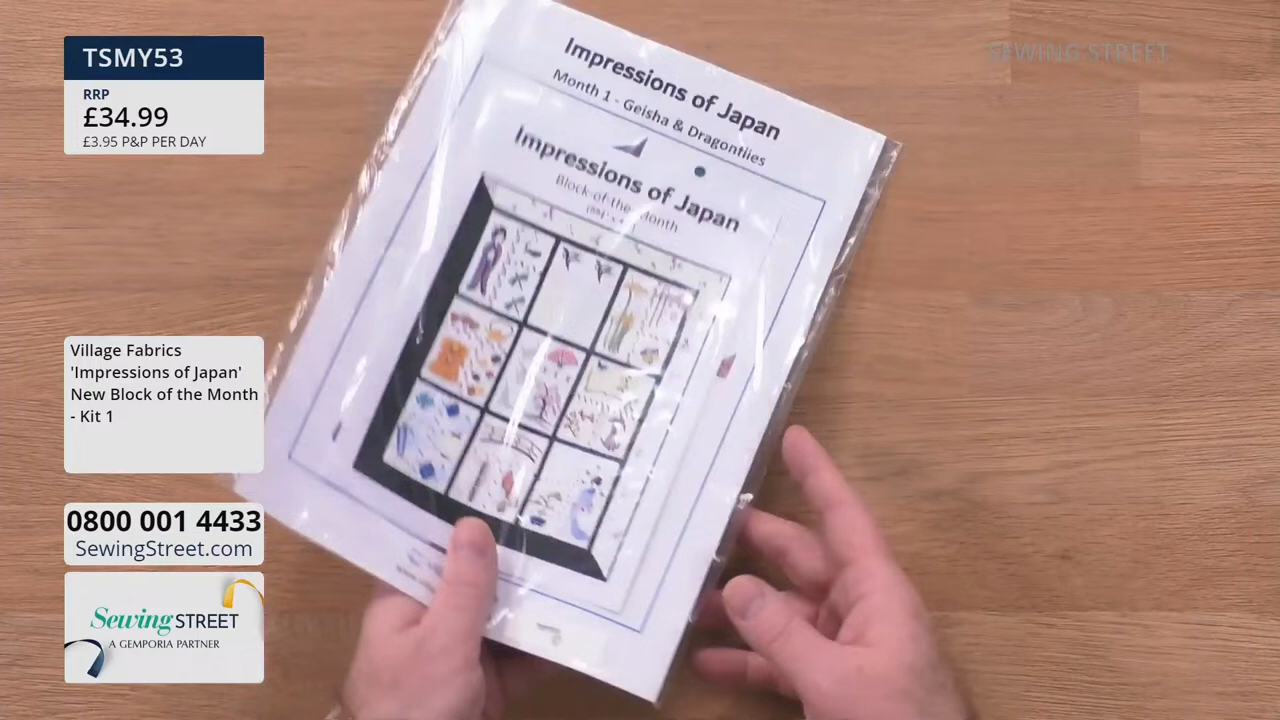 TSMY53
RRP
£34.99
£3.95 P&P PER DAY
SEWING STREET
Impressions of Japan
Month 1 - Geisha & Dragonflies
Impressions of Japan
Block-of-the-Month
Village Fabrics
'Impressions of Japan'
New Block of the Month
- Kit 1
0800 001 4433
SewingStreet.com
Sewing STREET
A GEMPORIA PARTNER